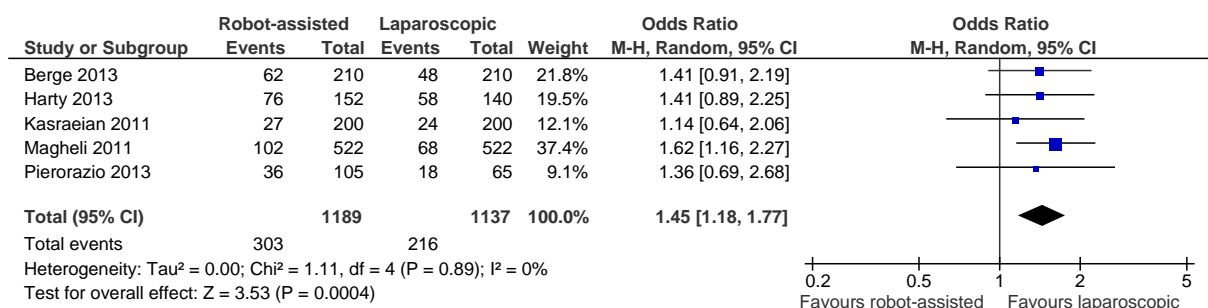 Robot-assisted Laparoscopic Odds Ratio Odds Ratio
Study or Subgroup Events Total Events Total Weight M-H, Random, 95% CI M-H, Random, 95% CI
Berge 2013 62 210 48 210 21.8% 1.41 [0.91, 2.19]
Harty 2013 76 152 58 140 19.5% 1.41 [0.89, 2.25]
Kasraeian 2011 27 200 24 200 12.1% 1.14 [0.64, 2.06]
Magheli 2011 102 522 68 522 37.4% 1.62 [1.16, 2.27]
Pierorazio 2013 36 105 18 65 9.1% 1.36 [0.69, 2.68]
Total (95% CI) 1189 1137 100.0% 1.45 [1.18, 1.77]
Total events 303 216
Heterogeneity: Tau² = 0.00; Chi² = 1.11, df = 4 (P = 0.89); I² = 0%
Test for overall effect: Z = 3.53 (P = 0.0004)
0.2 0.5 1 2 5
Favours robot-assisted Favours laparoscopic